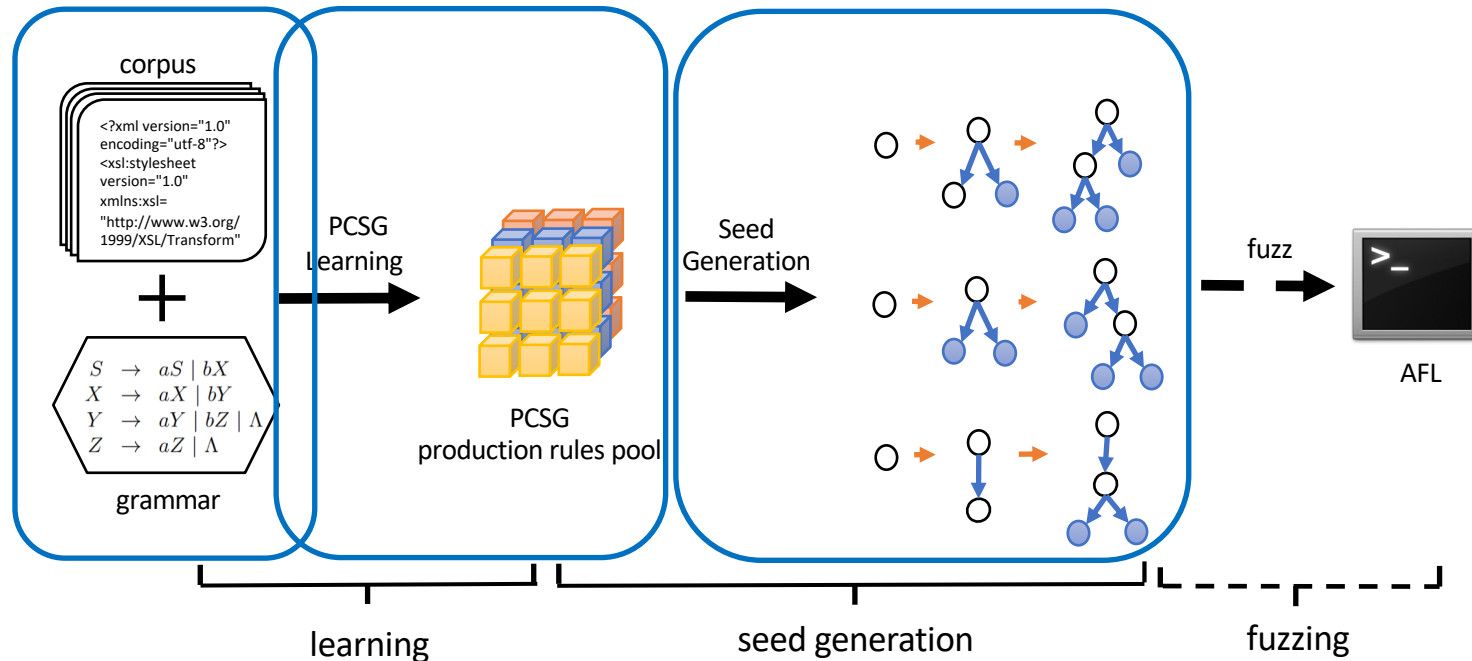 corpus
<?xml version="1.0"
encoding="utf-8"?>
<xsl:stylesheet
version="1.0"
xmlns:xsl=
"http://www.w3.org/
1999/XSL/Transform"
S → aS | bX
X → aX | bY
Y → aY | bZ | Λ
Z → aZ | Λ
grammar
PCSG
Learning
PCSG
production rules pool
Seed
Generation
fuzz
>_
AFL
learning
seed generation
fuzzing